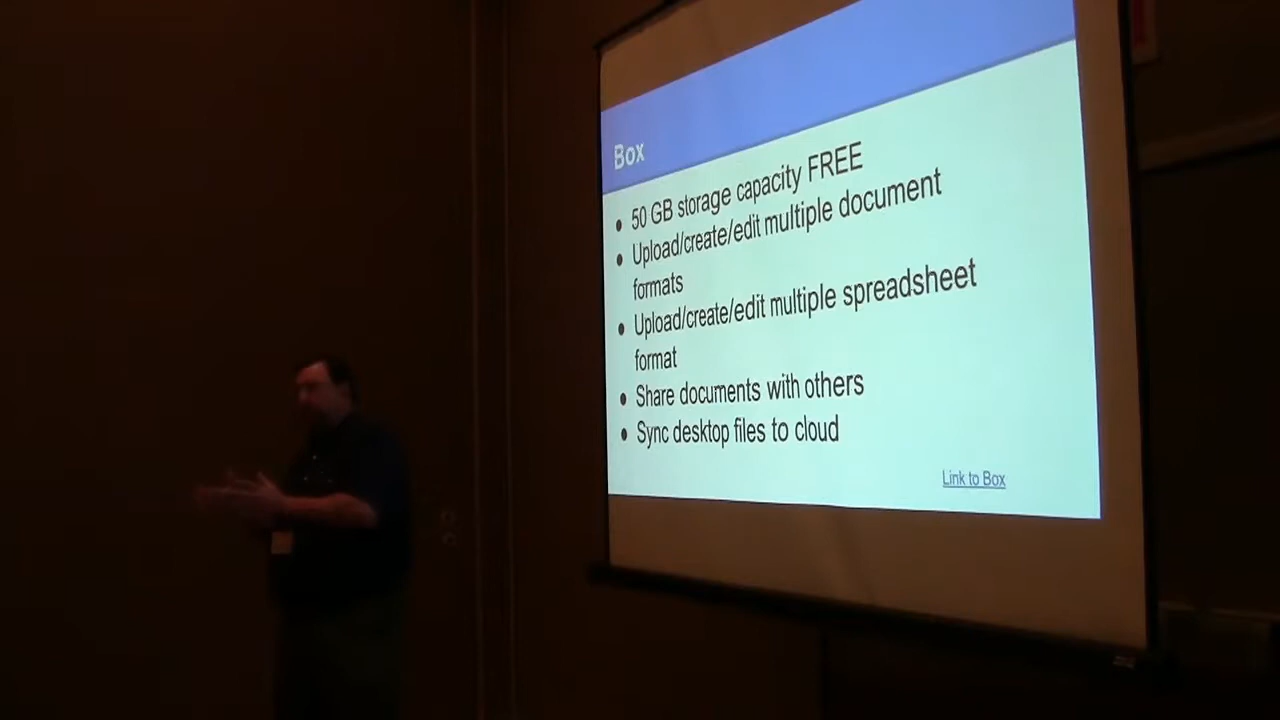 Box
● 50 GB storage capacity FREE
● Upload/create/edit multiple document
formats
● Upload/create/edit multiple spreadsheet
format
● Share documents with others
● Sync desktop files to cloud
Link to Box